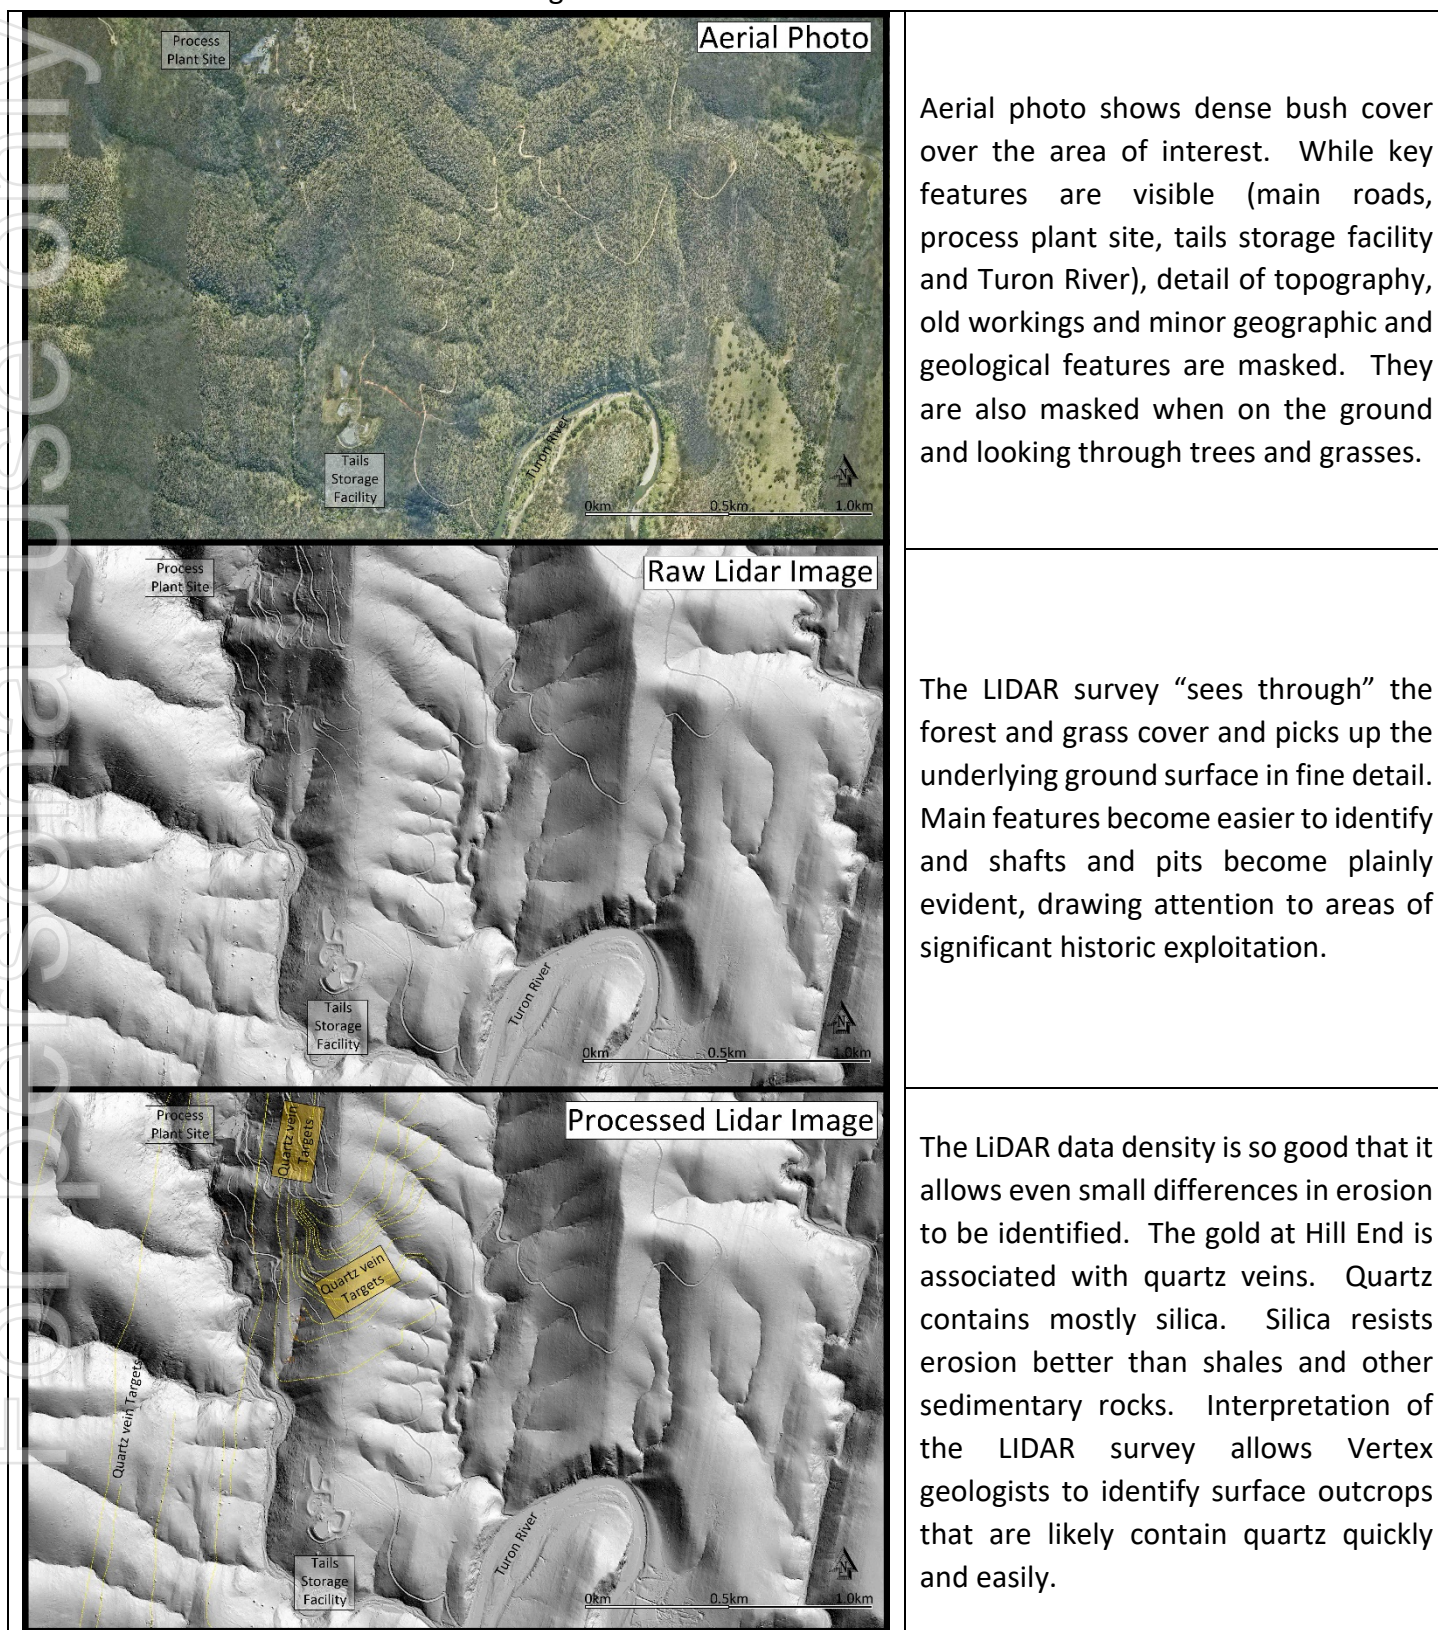 Process
Plant Site
Aerial Photo
Tails
Storage
Facility
Turon River
N
0km 0.5km 1.0km
Aerial photo shows dense bush cover
over the area of interest. While key
features are visible (main roads,
process plant site, tails storage facility
and Turon River), detail of topography,
old workings and minor geographic and
geological features are masked. They
are also masked when on the ground
and looking through trees and grasses.
Process
Plant Site
Raw Lidar Image
Tails
Storage
Facility
Turon River
N
0km 0.5km 1.0km
The LIDAR survey “sees through” the
forest and grass cover and picks up the
underlying ground surface in fine detail.
Main features become easier to identify
and shafts and pits become plainly
evident, drawing attention to areas of
significant historic exploitation.
Process
Plant Site
Quartz vein
Targets
Processed Lidar Image
Quartz vein
Targets
Quartz vein Targets
Tails
Storage
Facility
Turon River
N
0km 0.5km 1.0km
The LiDAR data density is so good that it
allows even small differences in erosion
to be identified. The gold at Hill End is
associated with quartz veins. Quartz
contains mostly silica. Silica resists
erosion better than shales and other
sedimentary rocks. Interpretation of
the LIDAR survey allows Vertex
geologists to identify surface outcrops
that are likely contain quartz quickly
and easily.
For personal use only